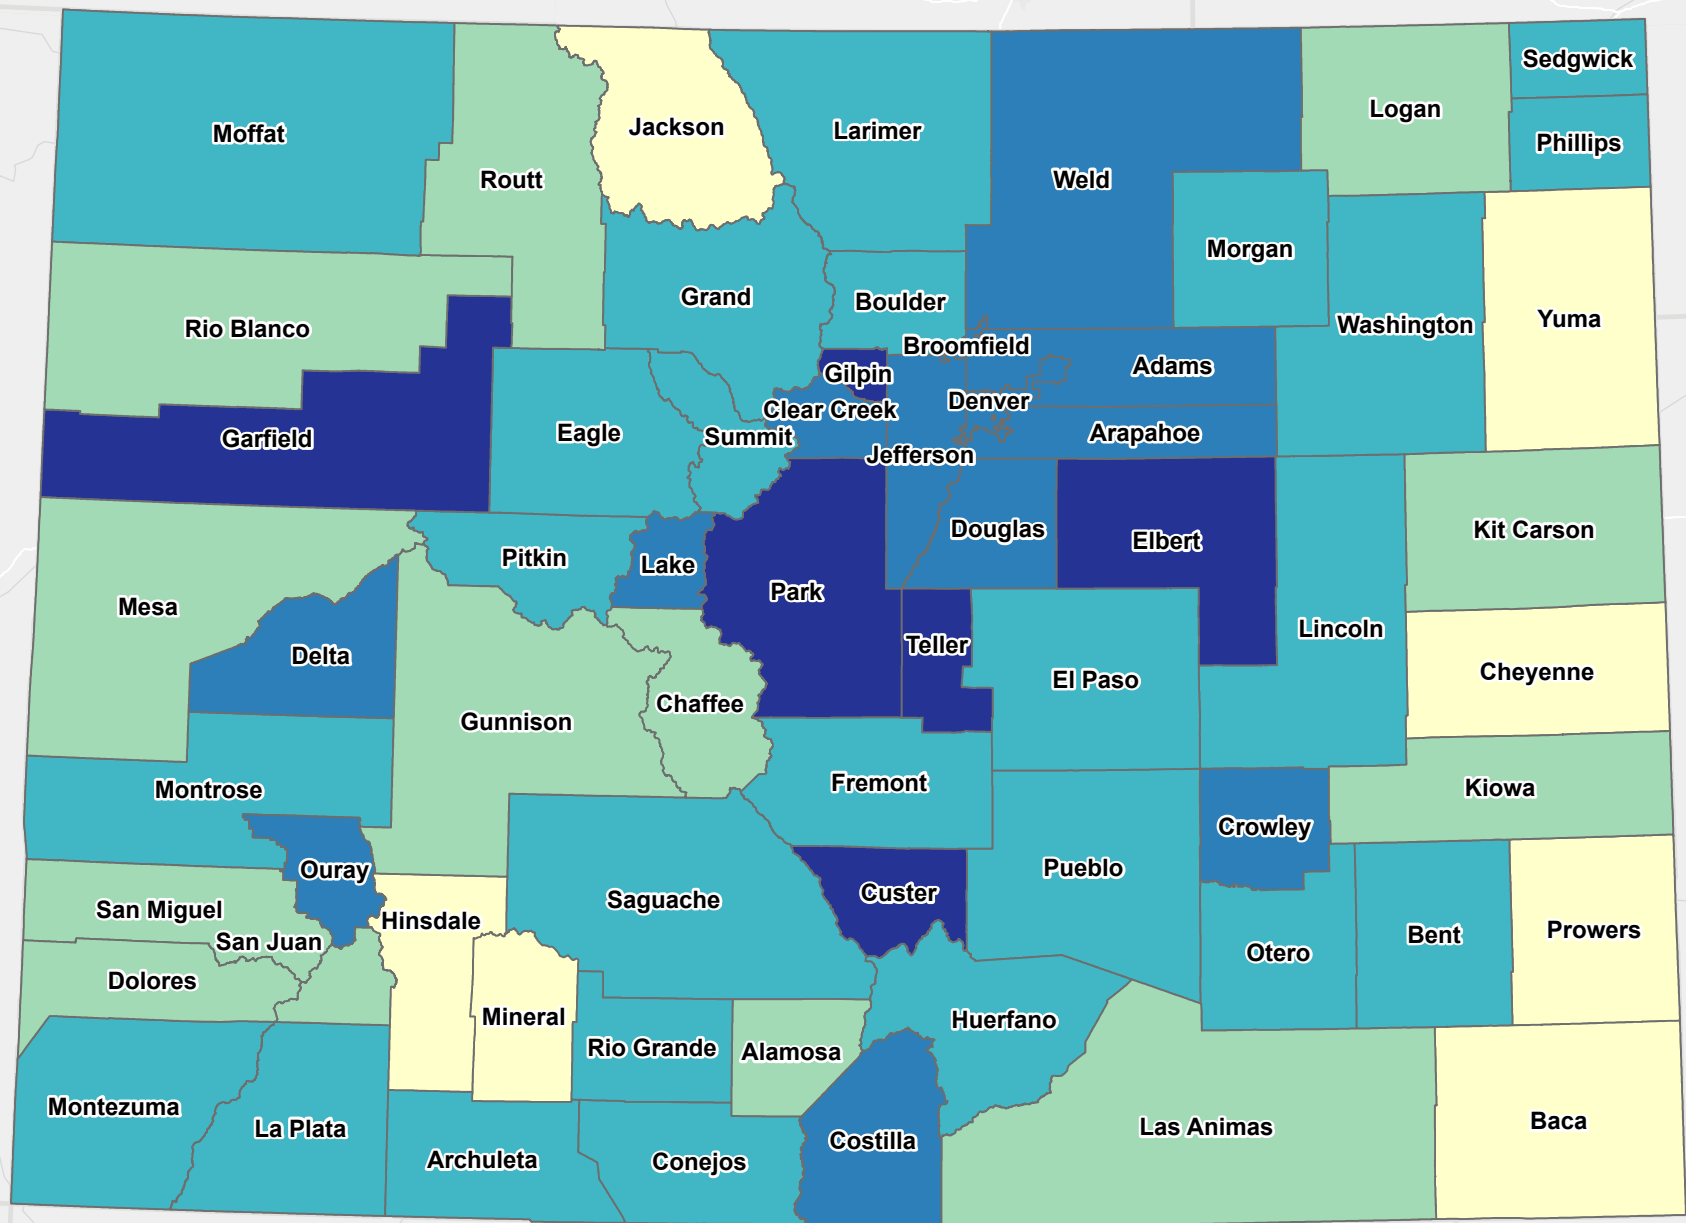 Sedgwick
Logan
Jackson
Larimer
Moffat
Phillips
Routt
Weld
Morgan
Grand
Boulder
Rio Blanco
Washington
Yuma
Broomfield
Gilpin
Adams
Denver
Clear Creek
Garfield
Eagle
Summit
Arapahoe
Jefferson
Douglas
Elbert
Kit Carson
Pitkin
Lake
Park
Mesa
Lincoln
Teller
Delta
Cheyenne
El Paso
Chaffee
Gunnison
Fremont
Montrose
Kiowa
Crowley
Ouray
Pueblo
Custer
Saguache
San Miguel
Hinsdale
Prowers
Bent
San Juan
Otero
Dolores
Mineral
Huerfano
Rio Grande
Alamosa
Montezuma
La Plata
Baca
Las Animas
Costilla
Archuleta
Conejos